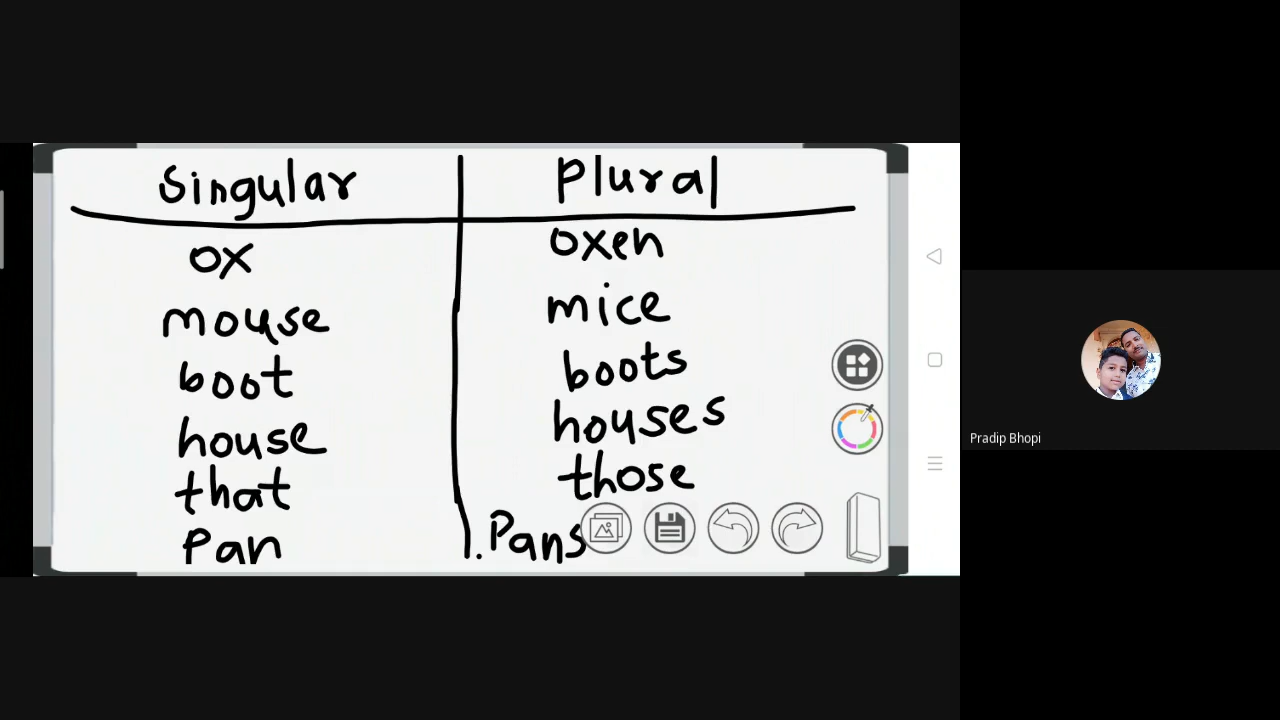 Singular Plural
ox oxen
mouse mice
boot boots
house houses
that those
Pan . Pans
Pradip Bhopi